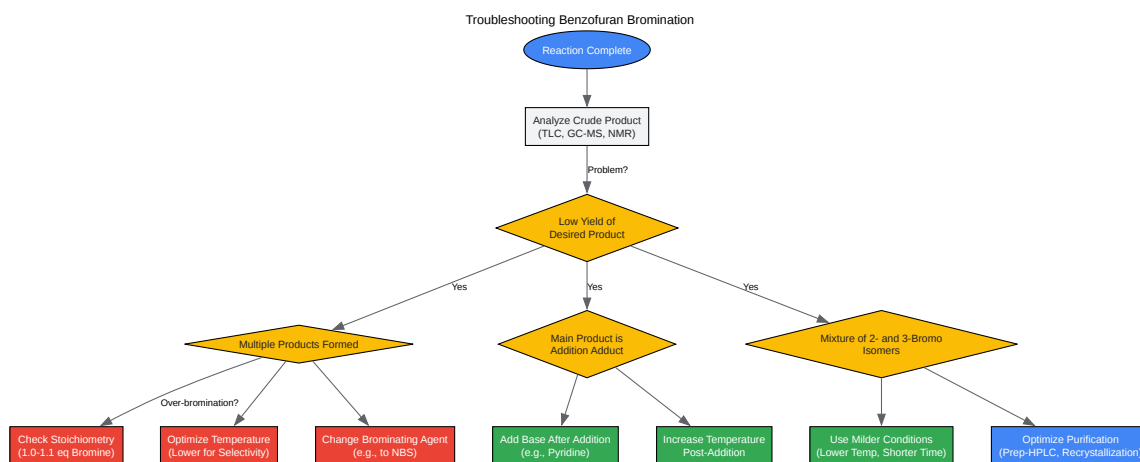 Troubleshooting Benzofuran Bromination
Reaction Complete
Analyze Crude Product
(TLC, GC-MS, NMR)
Problem?
Low Yield of
Desired Product
Yes
Yes
Yes
Multiple Products Formed
Main Product is
Addition Adduct
Mixture of 2- and 3-Bromo
Isomers
Over-bromination?
Check Stoichiometry
(1.0-1.1 eq Bromine)
Optimize Temperature
(Lower for Selectivity)
Change Brominating Agent
(e.g., to NBS)
Add Base After Addition
(e.g., Pyridine)
Increase Temperature
Post-Addition
Use Milder Conditions
(Lower Temp, Shorter Time)
Optimize Purification
(Prep-HPLC, Recrystallization)